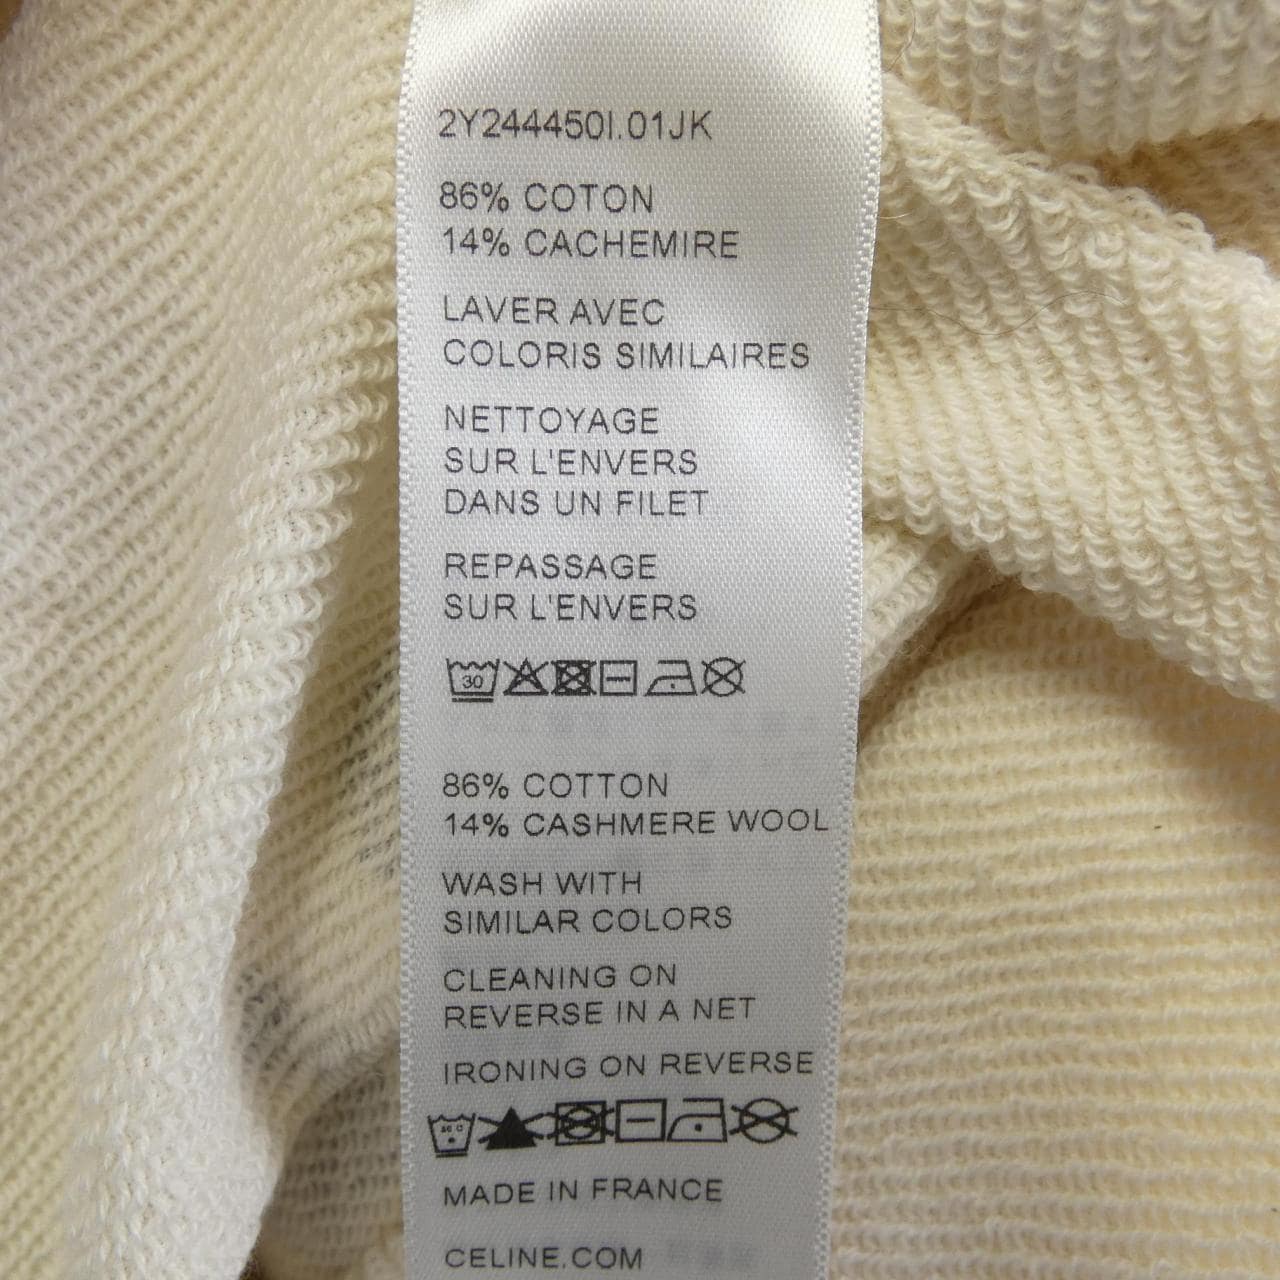 2Y244450I.01JK
86% COTON
14% CACHEMIRE
LAVER AVEC
COLORIS SIMILAIRES
NETTOYAGE
SUR L'ENVERS
DANS UN FILET
REPASSAGE
SUR L'ENVERS
30
86% COTTON
14% CASHMERE WOOL
WASH WITH
SIMILAR COLORS
CLEANING ON
REVERSE IN A NET
IRONING ON REVERSE
30 C
MADE IN FRANCE
CELINE.COM